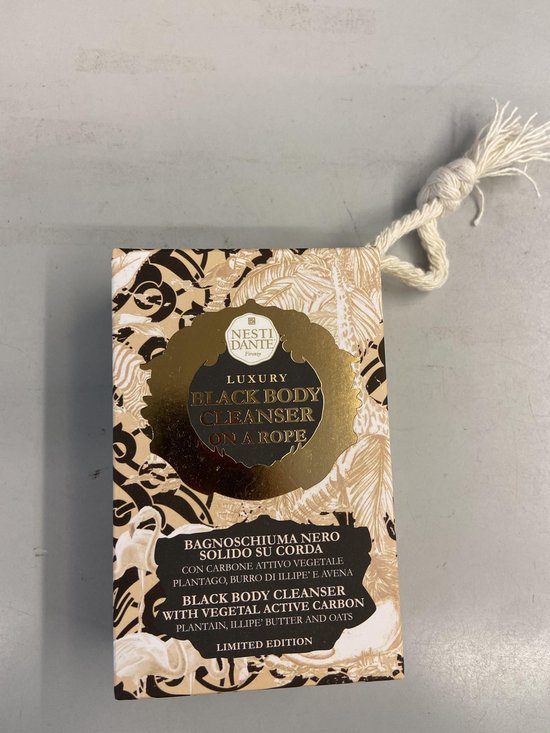 NESTI
DANTE
Firenze
LUXURY
BLACK BODY
CLEANSER
ON A ROPE
BAGNOSCHIUMA NERO
SOLIDO SU CORDA
CON CARBONE ATTIVO VEGETALE
PLANTAGO, BURRO DI ILLIPE' E AVENA
BLACK BODY CLEANSER
WITH VEGETAL ACTIVE CARBON
PLANTAIN, ILLIPE' BUTTER AND OATS
LIMITED EDITION